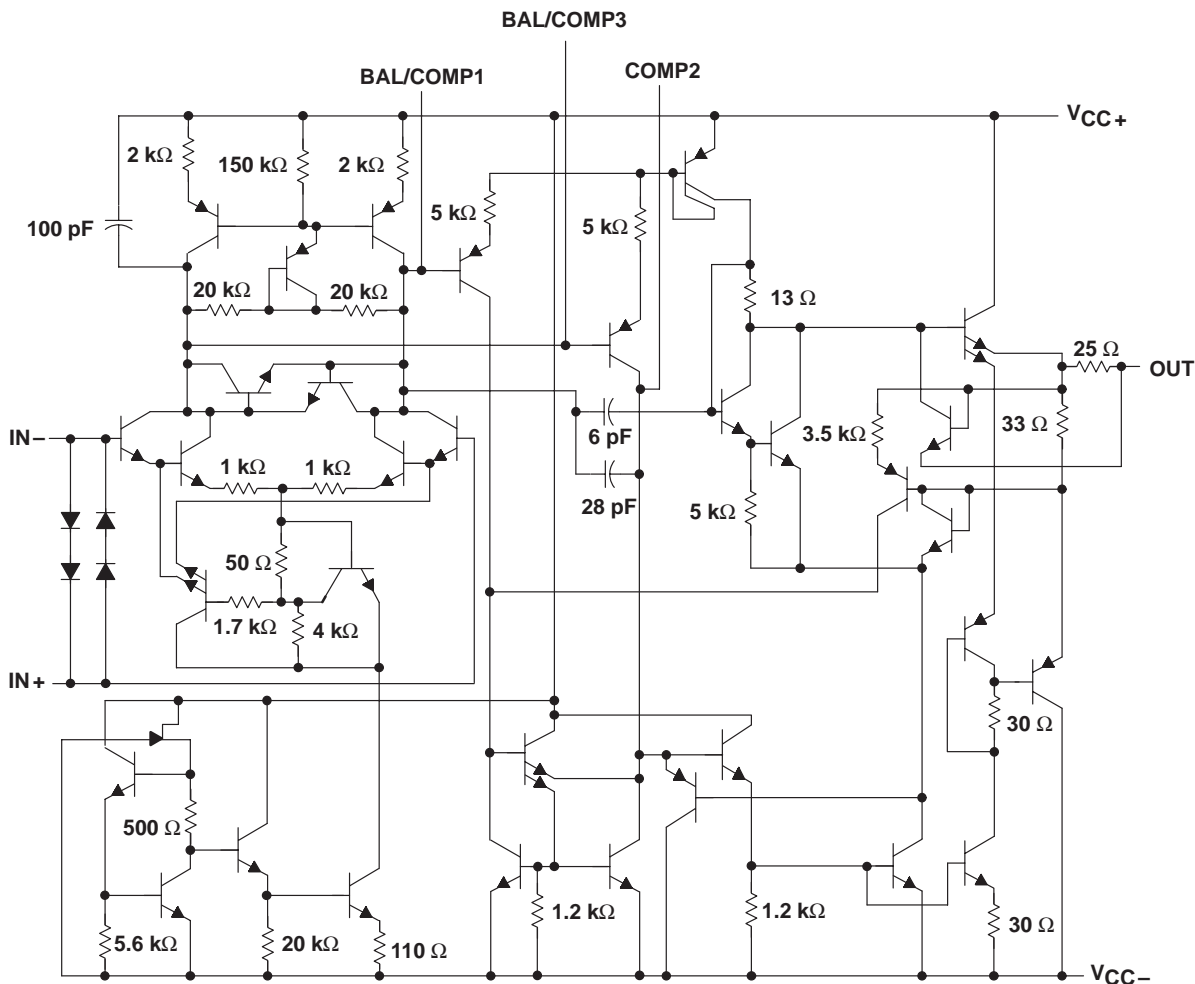 BAL/COMP3
COMP2
BAL/COMP1
VCC+
2 kΩ
150 kΩ
2 kΩ
5 kΩ
5 kΩ
100 pF
20 kΩ
20 kΩ
13 Ω
25 Ω
OUT
IN−
6 pF
3.5 kΩ
33 Ω
1 kΩ
1 kΩ
28 pF
5 kΩ
50 Ω
1.7 kΩ
4 kΩ
IN+
30 Ω
500 Ω
5.6 kΩ
20 kΩ
110 Ω
1.2 kΩ
1.2 kΩ
30 Ω
VCC−